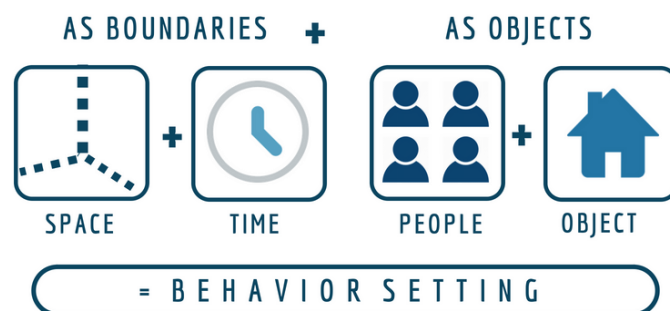 AS BOUNDARIES + AS OBJECTS
+ +
SPACE TIME PEOPLE OBJECT
= BEHAVIOR SETTING